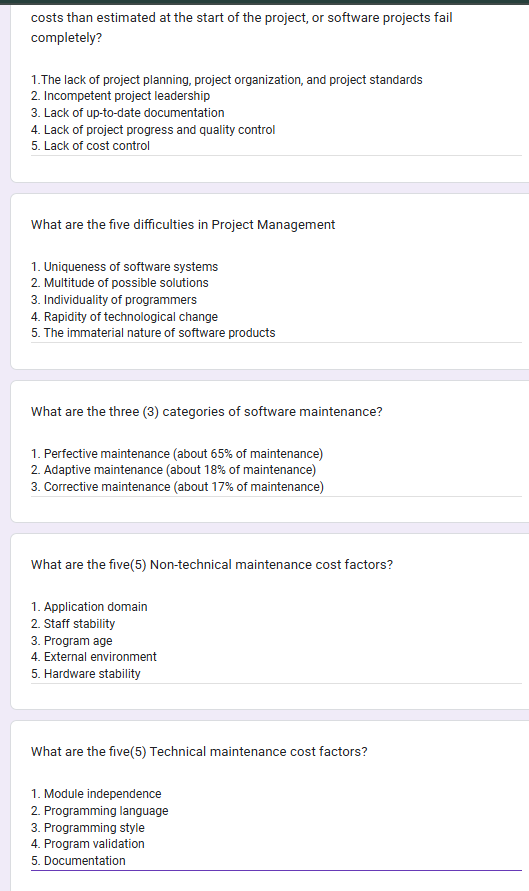 costs than estimated at the start of the project, or software projects fail
completely?
1.The lack of project planning, project organization, and project standards
2. Incompetent project leadership
3. Lack of up-to-date documentation
4. Lack of project progress and quality control
5. Lack of cost control
What are the five difficulties in Project Management
1. Uniqueness of software systems
2. Multitude of possible solutions
3. Individuality of programmers
4. Rapidity of technological change
5. The immaterial nature of software products
What are the three (3) categories of software maintenance?
1. Perfective maintenance (about 65% of maintenance)
2. Adaptive maintenance (about 18% of maintenance)
3. Corrective maintenance (about 17% of maintenance)
What are the five(5) Non-technical maintenance cost factors?
1. Application domain
2. Staff stability
3. Program age
4. External environment
5. Hardware stability
What are the five(5) Technical maintenance cost factors?
1. Module independence
2. Programming language
3. Programming style
4. Program validation
5. Documentation